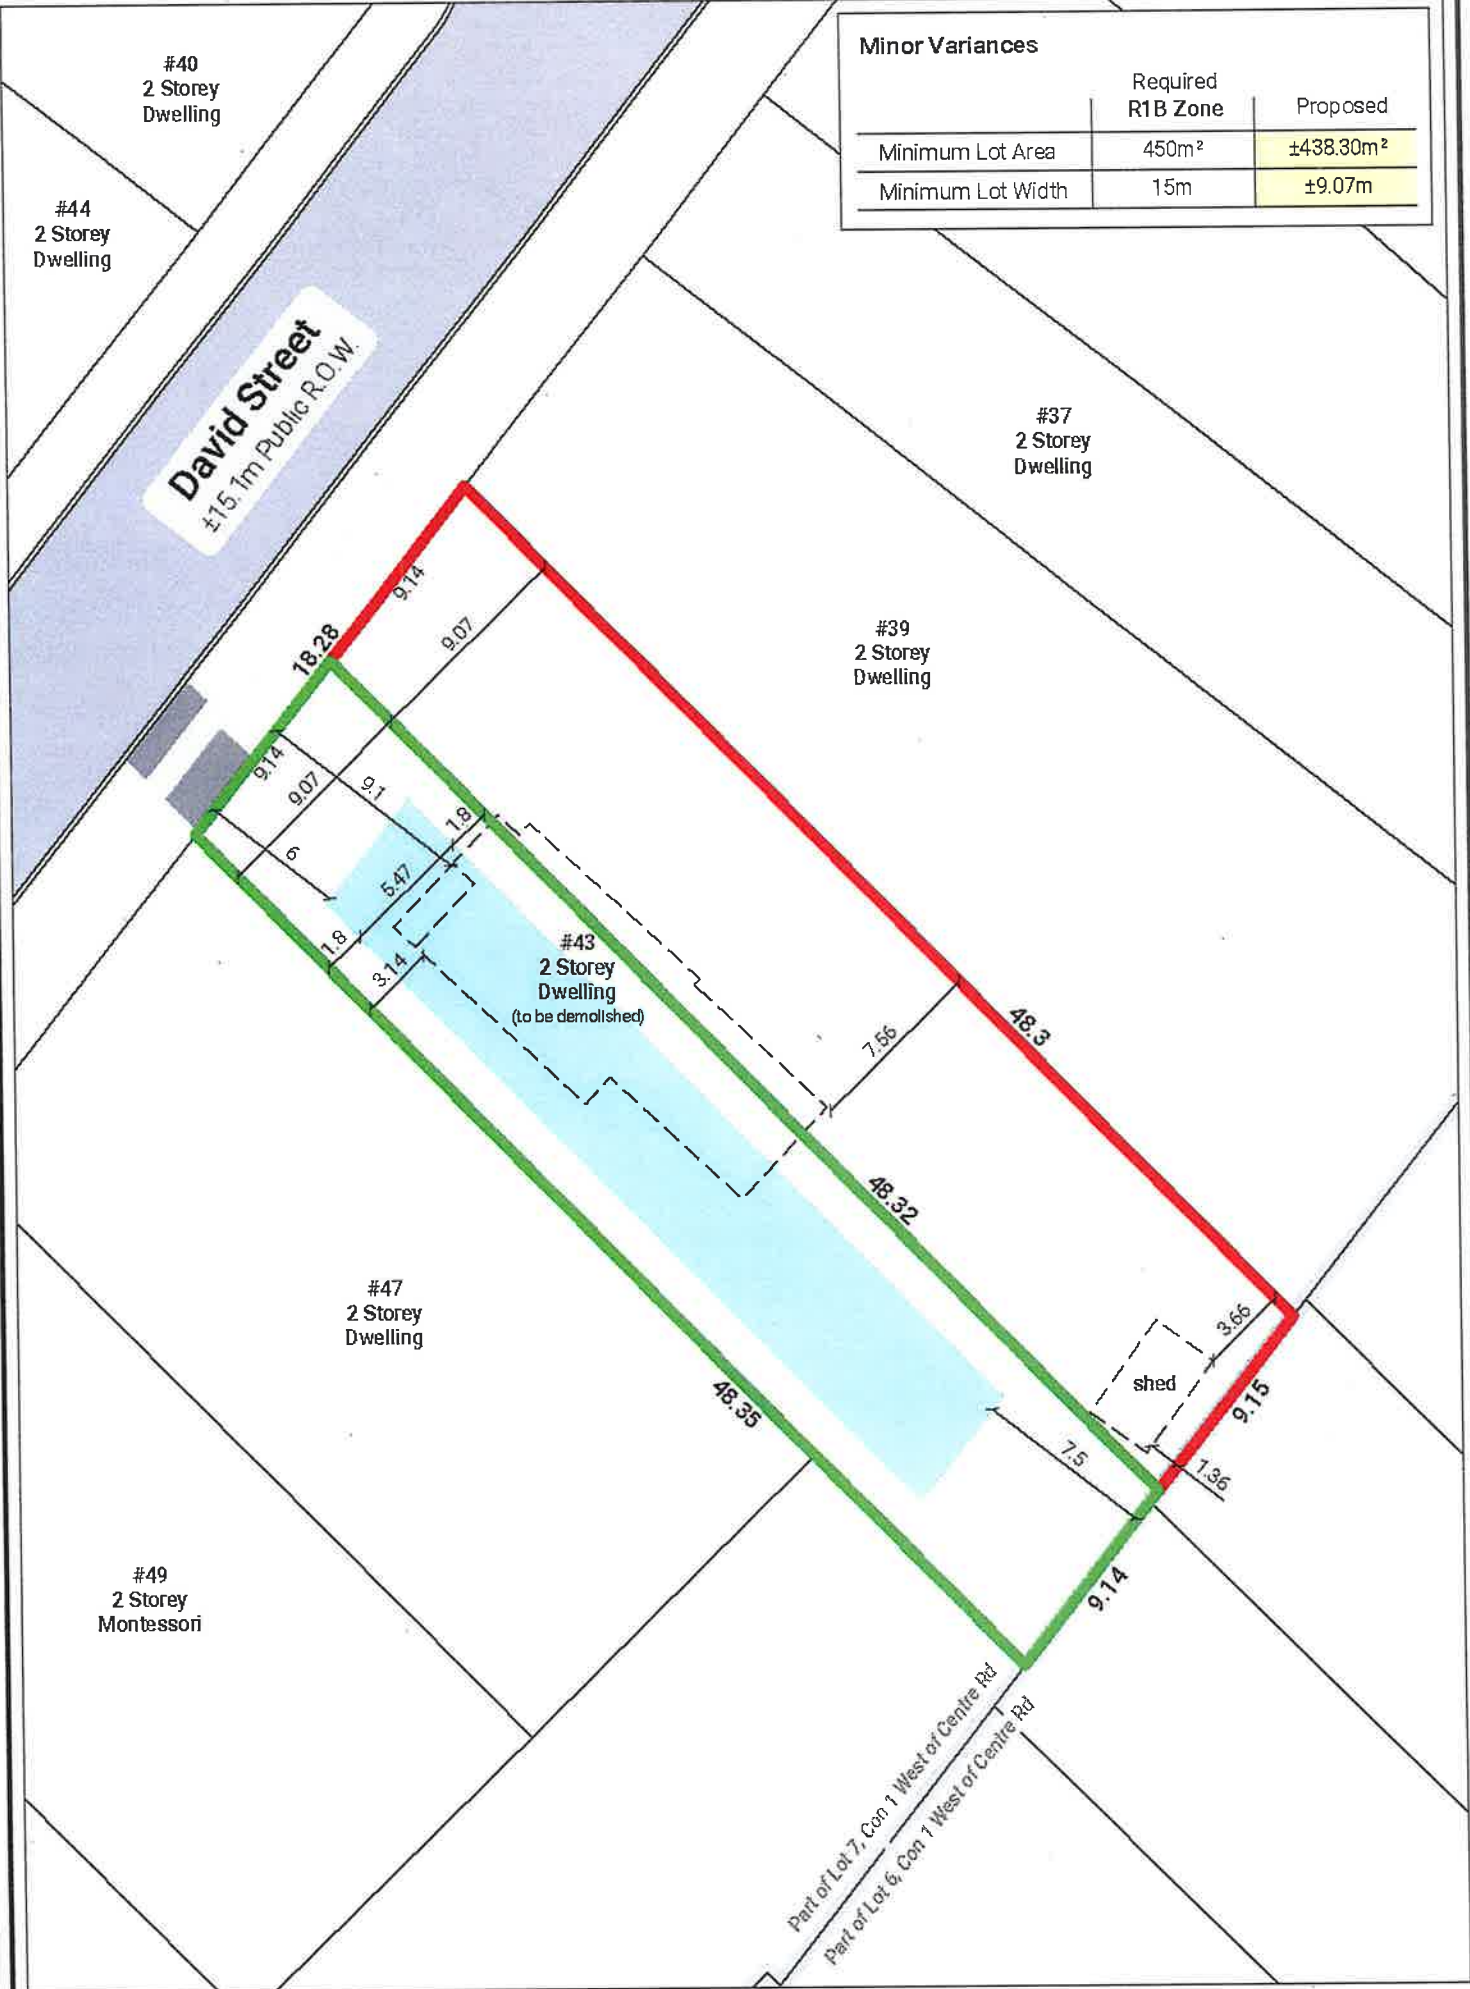 Minor Variances
Required
R1B Zone
Proposed
Minimum Lot Area 450m² ±438.30m²
Minimum Lot Width 15m ±9.07m
#40
2 Storey
Dwelling
#44
2 Storey
Dwelling
David Street
±15.1m Public R.O.W.
#37
2 Storey
Dwelling
#39
2 Storey
Dwelling
9.14
9.07
18.28
9.14
9.07
9.1
6
1.8
5.47
1.8
3.14
#43
2 Storey
Dwelling
(to be demolished)
7.56
48.3
48.32
#47
2 Storey
Dwelling
48.35
3.66
shed
9.15
7.5
1.36
9.14
#49
2 Storey
Montessori
Part of Lot 7, Con 1 West of Centre Rd
Part of Lot 6, Con 1 West of Centre Rd